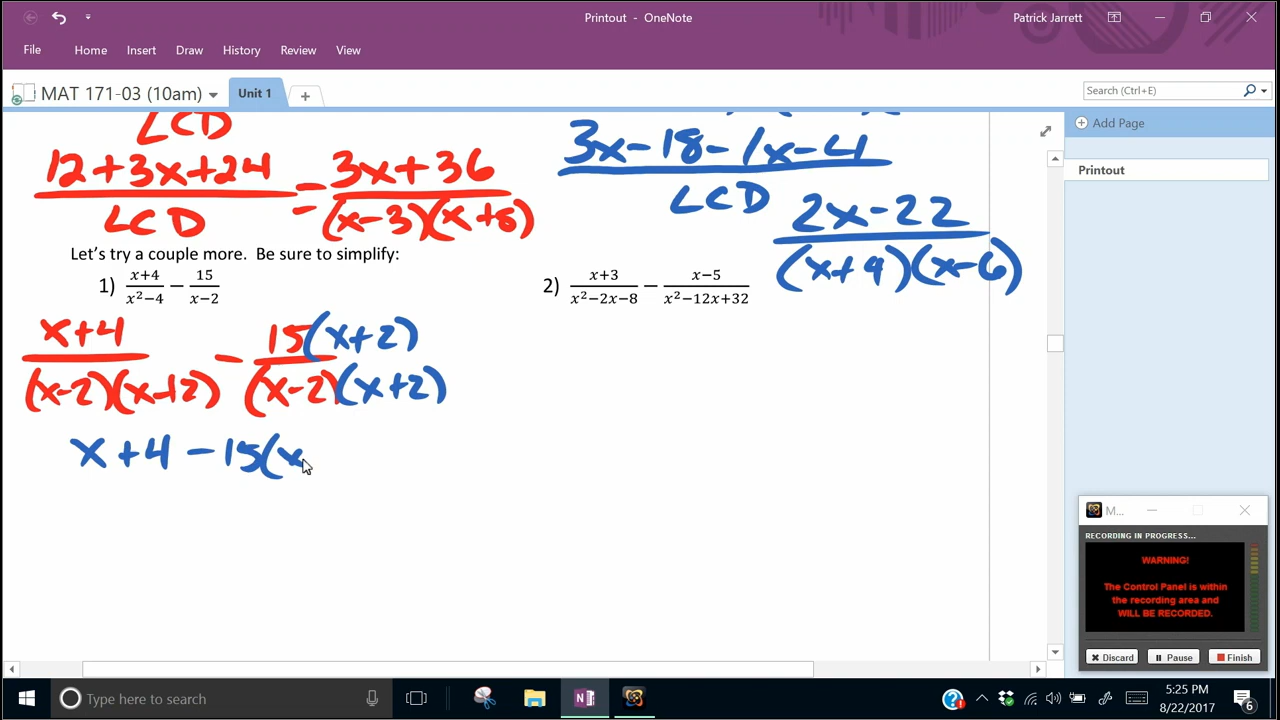 Printout - OneNote
Patrick Jarrett
File Home Insert Draw History Review View
MAT 171-03 (10am)
Unit 1
Search (Ctrl+E)
Add Page
Printout
LCD
12+3x+24
LCD
=
3x+36
(x-3)(x+8)
3x-18-1x-4
LCD
2x-22
(x+4)(x-6)
Let's try a couple more. Be sure to simplify:
1) x+4/x²-4 - 15/x-2
2) x+3/x²-2x-8 - x-5/x²-12x+32
x+4 - 15(x+2)
(x-2)(x+2) (x-2)(x+2)
x+4-15(x
M...
RECORDING IN PROGRESS...
WARNING!
The Control Panel is within
the recording area and
WILL BE RECORDED.
Discard Pause Finish
Type here to search
5:25 PM
8/22/2017
6